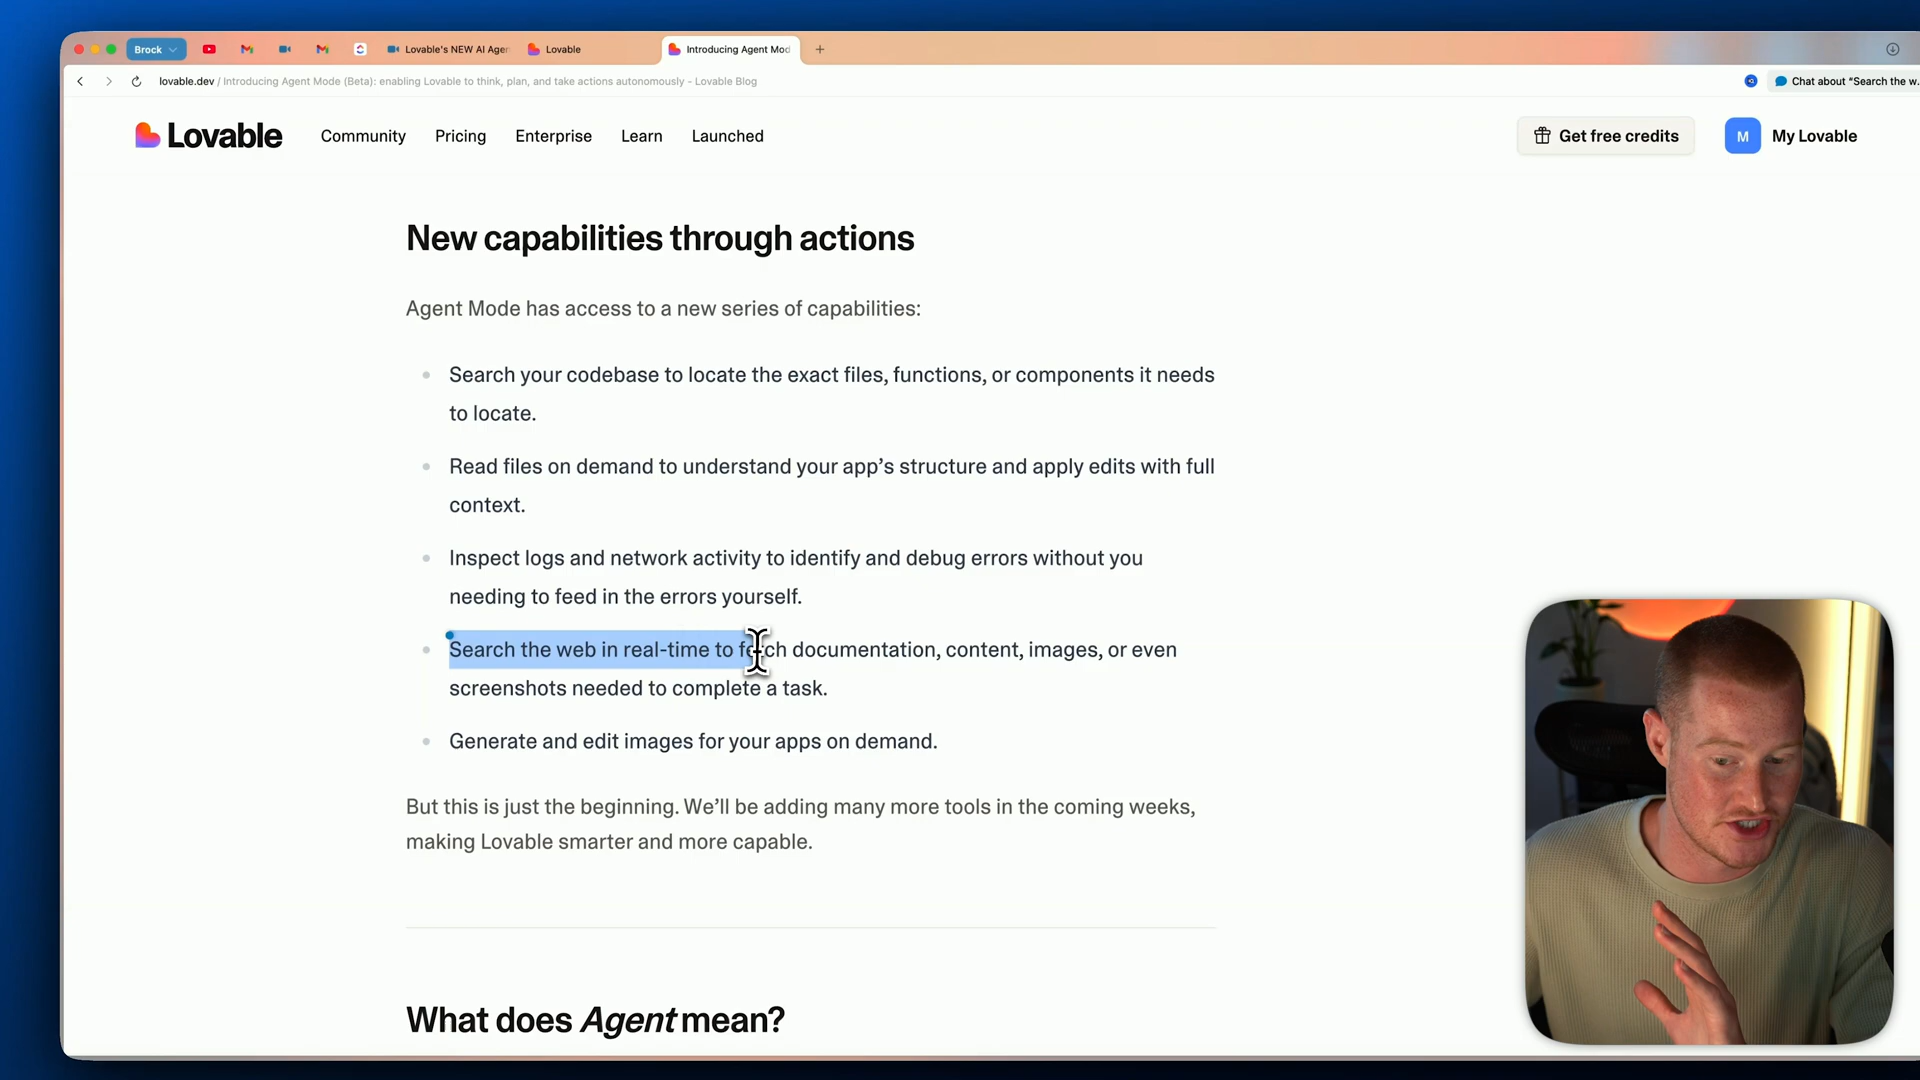 Brock
Lovable's NEW AI Agen
Lovable
Introducing Agent Mod
lovable.dev / Introducing Agent Mode (Beta): enabling Lovable to think, plan, and take actions autonomously - Lovable Blog
Chat about “Search the w...
Lovable
Community
Pricing
Enterprise
Learn
Launched
Get free credits
M
My Lovable
New capabilities through actions
Agent Mode has access to a new series of capabilities:
Search your codebase to locate the exact files, functions, or components it needs
to locate.
Read files on demand to understand your app’s structure and apply edits with full
context.
Inspect logs and network activity to identify and debug errors without you
needing to feed in the errors yourself.
Search the web in real-time to fetch documentation, content, images, or even
screenshots needed to complete a task.
Generate and edit images for your apps on demand.
But this is just the beginning. We’ll be adding many more tools in the coming weeks,
making Lovable smarter and more capable.
What does Agent mean?